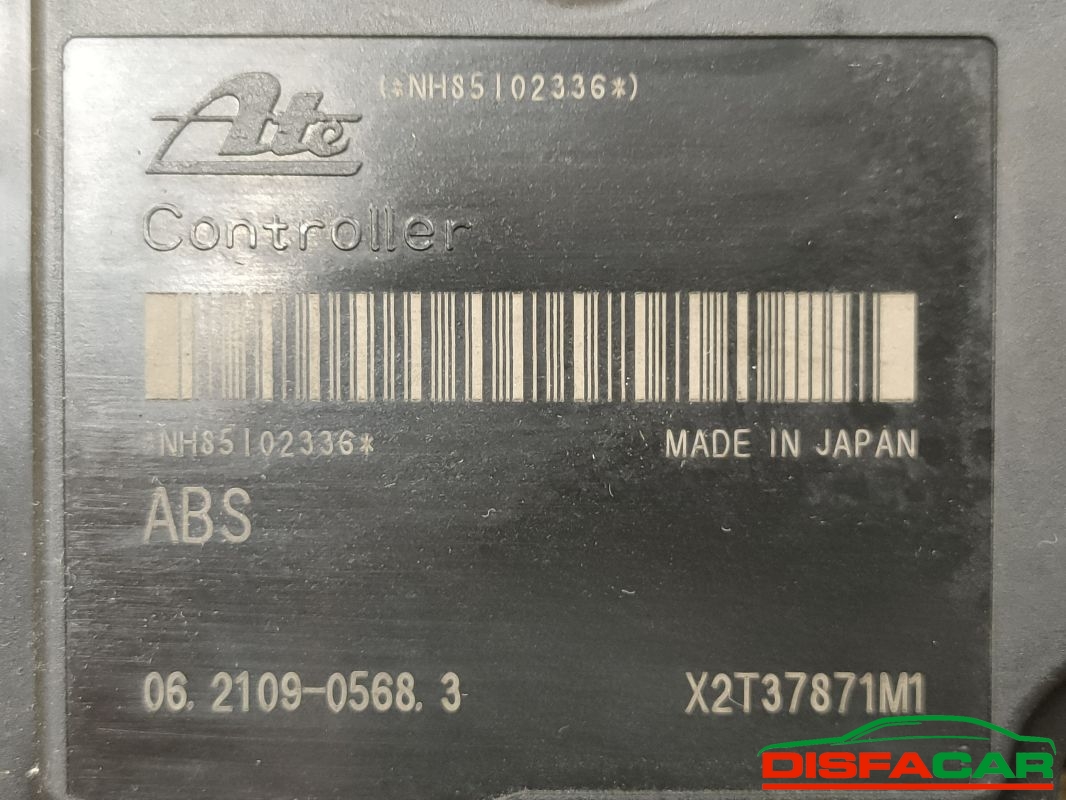 Ate (*NH85I02336*)
Controller
*NH85I02336* MADE IN JAPAN
ABS
06.2109-0568.3 X2T37871M1
DISFACAR